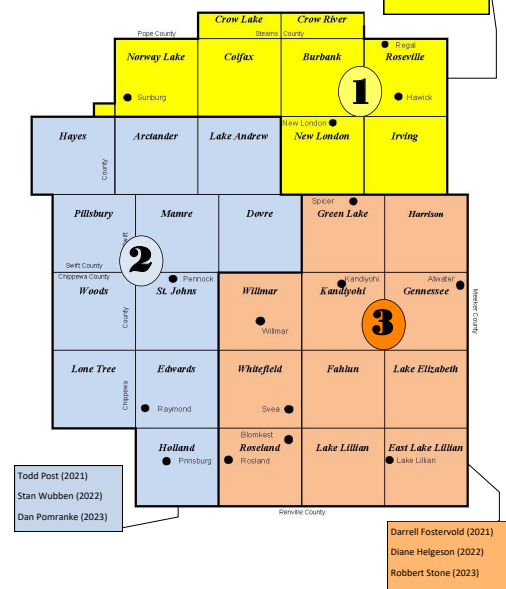 Crow Lake Crow River
Pope County Stearns County
Norway Lake Colfax Burbank Roseville
Regal
Sunburg
1
Hawick
New London
Hayes Arctander Lake Andrew New London Irving
County
Spicer
Pillsbury Mamre Dovre Green Lake Harrison
Swift
Swift County
2
Chippewa County
Pennock Kandiyohi Atwater
Woods St. Johns Willmar Kandiyohi Gennessee
County
Meeker County
3
Willmar
Lone Tree Edwards Whitefield Fahlun Lake Elizabeth
Chippewa
Raymond Svea
Blomkest
Holland Roseland Lake Lillian East Lake Lillian
Prinsburg Rosland Lake Lillian
Renville County
Todd Post (2021)
Stan Wubben (2022)
Dan Pomranke (2023)
Darrell Fostervold (2021)
Diane Helgeson (2022)
Robbert Stone (2023)